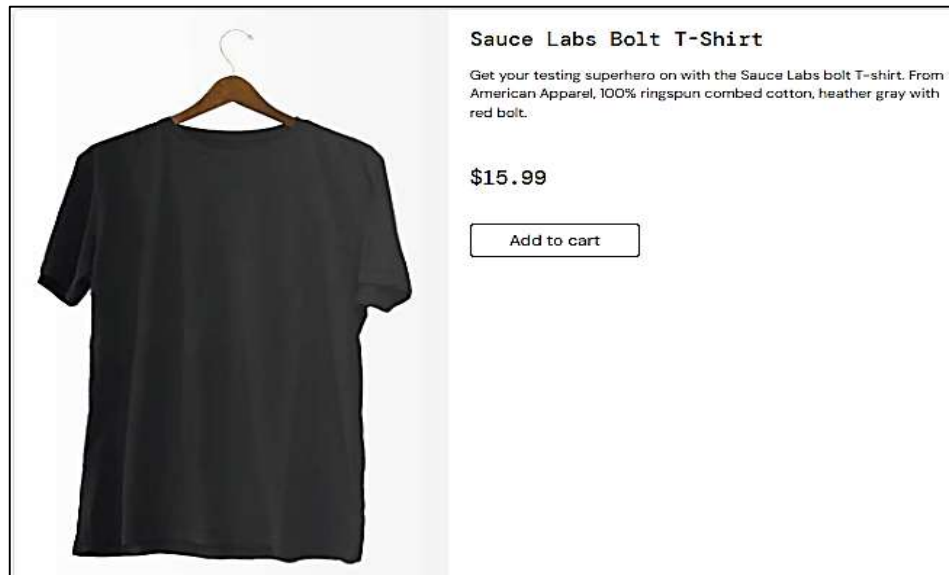 Sauce Labs Bolt T-Shirt
Get your testing superhero on with the Sauce Labs bolt T-shirt. From
American Apparel, 100% ringspun combed cotton, heather gray with
red bolt.
$15.99
Add to cart